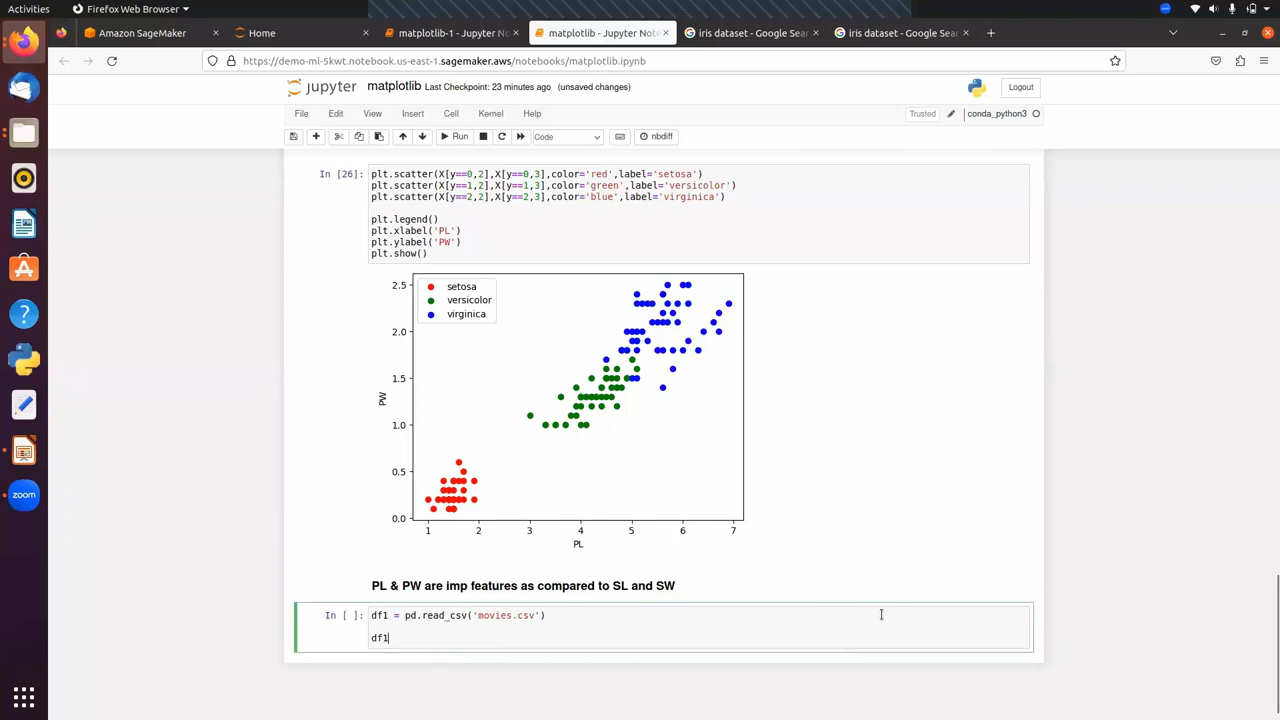 Activities
Firefox Web Browser
Amazon SageMaker
Home
matplotlib-1 - Jupyter No
matplotlib - Jupyter Note
iris dataset - Google Sear
iris dataset - Google Sear
https://demo-ml-5kwt.notebook.us-east-1.sagemaker.aws/notebooks/matplotlib.ipynb
jupyter matplotlib Last Checkpoint: 23 minutes ago (unsaved changes)
Logout
File Edit View Insert Cell Kernel Help
Trusted
conda_python3
Run
Code
nbdiff
In [26]:
plt.scatter(X[y==0,2],X[y==0,3],color='red',label='setosa')
plt.scatter(X[y==1,2],X[y==1,3],color='green',label='versicolor')
plt.scatter(X[y==2,2],X[y==2,3],color='blue',label='virginica')
plt.legend()
plt.xlabel('PL')
plt.ylabel('PW')
plt.show()
setosa
versicolor
virginica
2.5
2.0
1.5
1.0
0.5
0.0
PW
1 2 3 4 5 6 7
PL
PL & PW are imp features as compared to SL and SW
In [ ]:
df1 = pd.read_csv('movies.csv')
df1
zoom